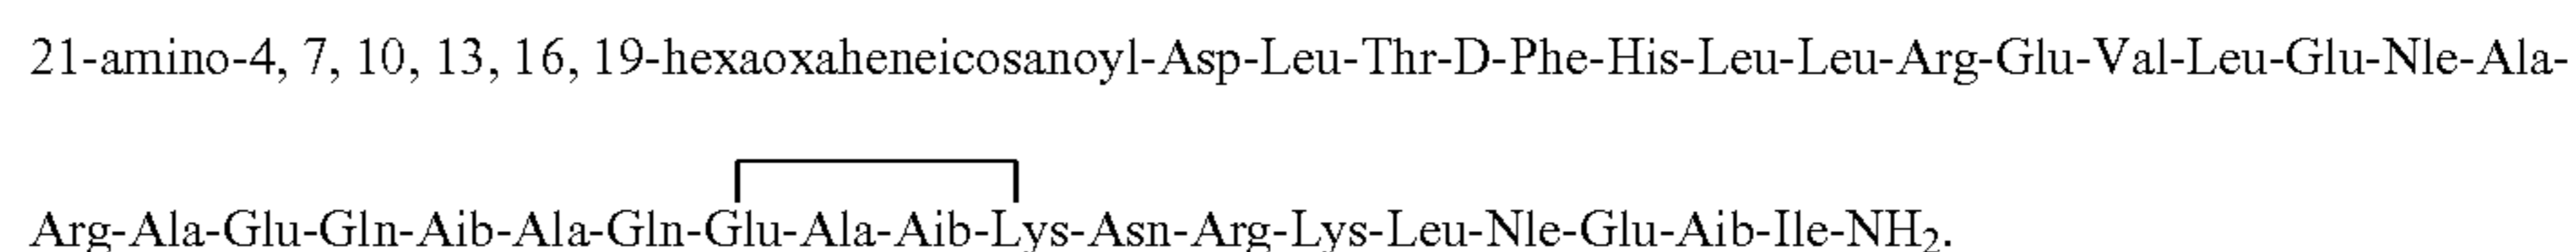 21-amino-4, 7, 10, 13, 16, 19-hexaoxaheneicosanoyl-Asp-Leu-Thr-D-Phe-His-Leu-Leu-Arg-Glu-Val-Leu-Glu-Nle-Ala-
Arg-Ala-Glu-Gln-Aib-Ala-Gln-Glu-Ala-Aib-Lys-Asn-Arg-Lys-Leu-Nle-Glu-Aib-Ile-NH₂.